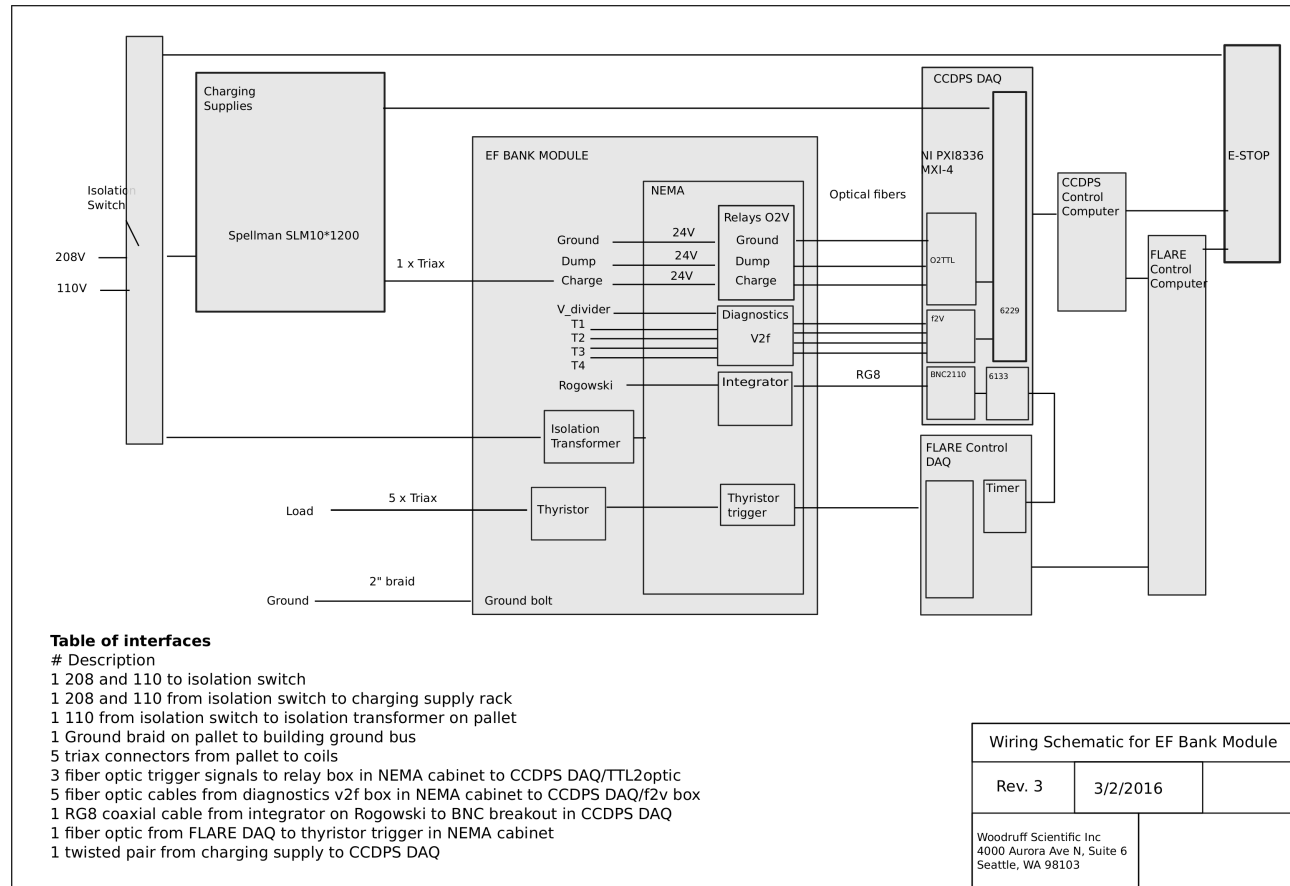 Charging
Supplies
Spellman SLM10*1200
Isolation
Switch
208V
110V
1 x Triax
EF BANK MODULE
NEMA
Relays O2V
Ground
24V
Ground
Dump
24V
Dump
Charge
24V
Charge
V_divider
T1
T2
T3
T4
Diagnostics
V2f
Rogowski
Integrator
Isolation
Transformer
Load
5 x Triax
Thyristor
Thyristor
trigger
Ground
2" braid
Ground bolt
Optical fibers
RG8
CCDPS DAQ
NI PXI8336
MXI-4
O2TTL
f2V
6229
BNC2110
6133
FLARE Control
DAQ
Timer
CCDPS
Control
Computer
FLARE
Control
Computer
E-STOP
Table of interfaces
# Description
1 208 and 110 to isolation switch
1 208 and 110 from isolation switch to charging supply rack
1 110 from isolation switch to isolation transformer on pallet
1 Ground braid on pallet to building ground bus
5 triax connectors from pallet to coils
3 fiber optic trigger signals to relay box in NEMA cabinet to CCDPS DAQ/TTL2optic
5 fiber optic cables from diagnostics v2f box in NEMA cabinet to CCDPS DAQ/f2v box
1 RG8 coaxial cable from integrator on Rogowski to BNC breakout in CCDPS DAQ
1 fiber optic from FLARE DAQ to thyristor trigger in NEMA cabinet
1 twisted pair from charging supply to CCDPS DAQ
Wiring Schematic for EF Bank Module
Rev. 3
3/2/2016
Woodruff Scientific Inc
4000 Aurora Ave N, Suite 6
Seattle, WA 98103